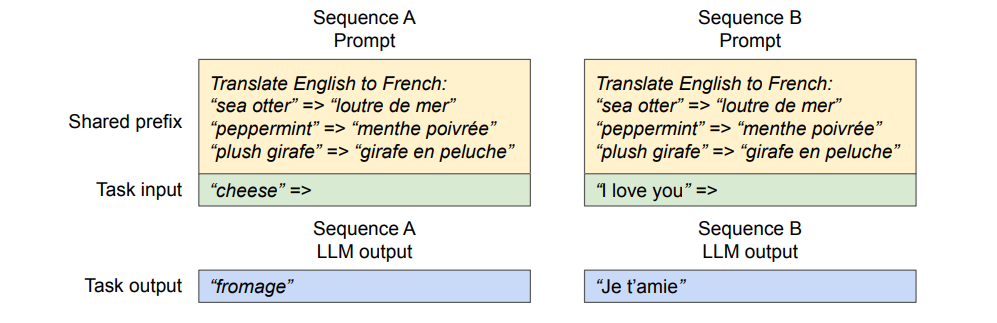 Sequence A
Prompt
Sequence B
Prompt
Shared prefix
Translate English to French:
“sea otter” => “loutre de mer”
“peppermint” => “menthe poivrée”
“plush girafe” => “girafe en peluche”
Translate English to French:
“sea otter” => “loutre de mer”
“peppermint” => “menthe poivrée”
“plush girafe” => “girafe en peluche”
Task input
“cheese” =>
“I love you” =>
Sequence A
LLM output
Sequence B
LLM output
Task output
“fromage”
“Je t’amie”